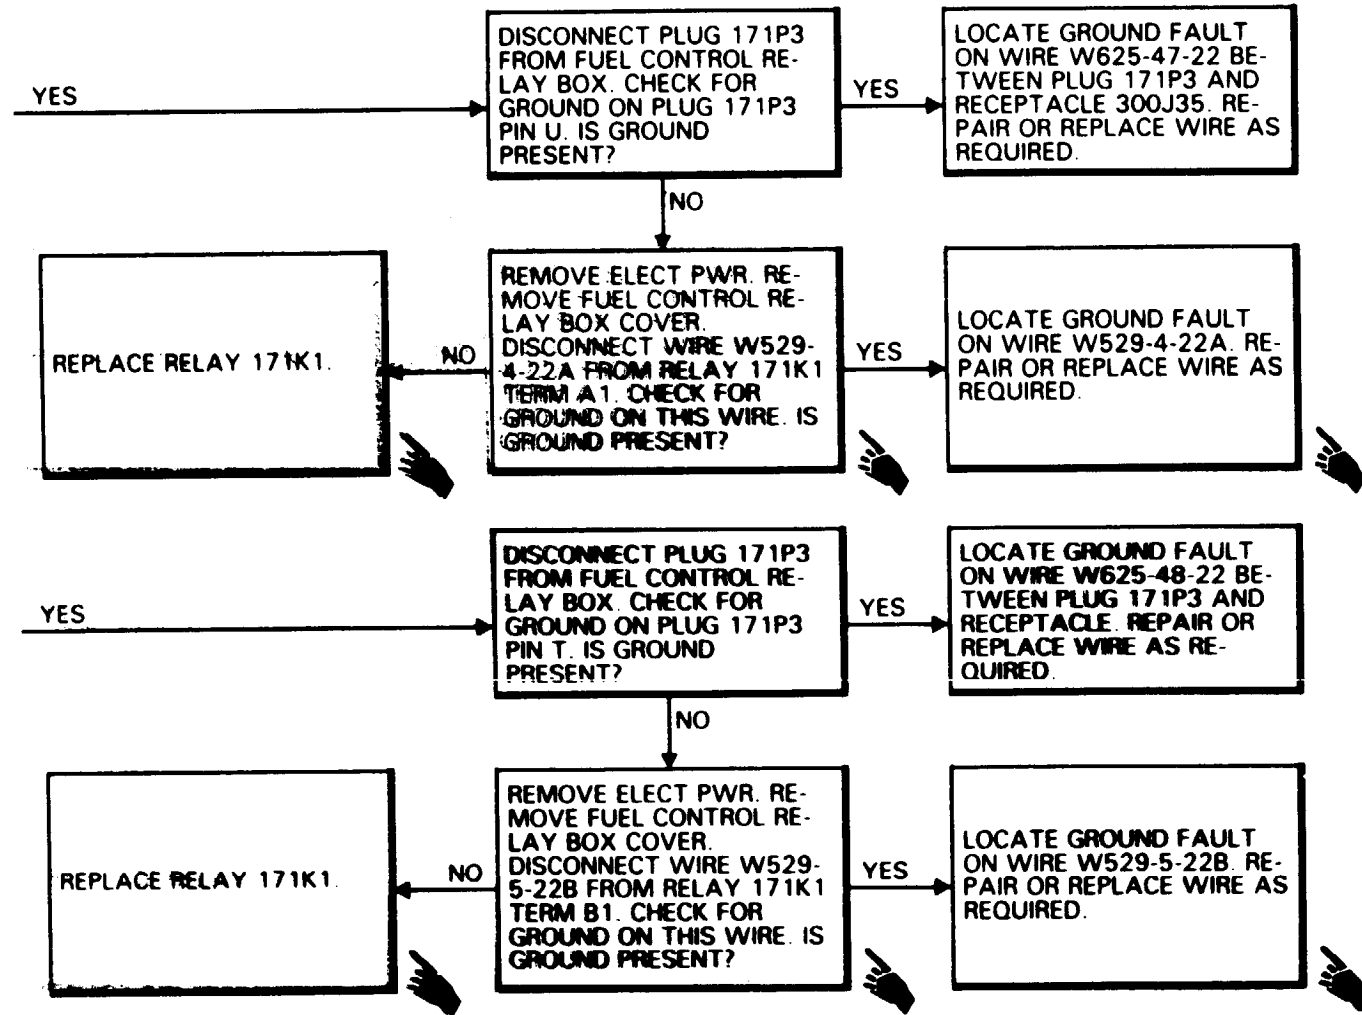 YES
DISCONNECT PLUG 171P3
FROM FUEL CONTROL RE-
LAY BOX. CHECK FOR
GROUND ON PLUG 171P3
PIN U. IS GROUND
PRESENT?
YES
LOCATE GROUND FAULT
ON WIRE W625-47-22 BE-
TWEEN PLUG 171P3 AND
RECEPTACLE 300J35. RE-
PAIR OR REPLACE WIRE AS
REQUIRED.
NO
REPLACE RELAY 171K1.
NO
REMOVE ELECT PWR. RE-
MOVE FUEL CONTROL RE-
LAY BOX COVER.
DISCONNECT WIRE W529-
4-22A FROM RELAY 171K1
TERM A1. CHECK FOR
GROUND ON THIS WIRE. IS
GROUND PRESENT?
YES
LOCATE GROUND FAULT
ON WIRE W529-4-22A. RE-
PAIR OR REPLACE WIRE AS
REQUIRED.
YES
DISCONNECT PLUG 171P3
FROM FUEL CONTROL RE-
LAY BOX. CHECK FOR
GROUND ON PLUG 171P3
PIN T. IS GROUND
PRESENT?
YES
LOCATE GROUND FAULT
ON WIRE W625-48-22 BE-
TWEEN PLUG 171P3 AND
RECEPTACLE. REPAIR OR
REPLACE WIRE AS RE-
QUIRED.
NO
REPLACE RELAY 171K1.
NO
REMOVE ELECT PWR. RE-
MOVE FUEL CONTROL RE-
LAY BOX COVER.
DISCONNECT WIRE W529-
5-22B FROM RELAY 171K1
TERM B1. CHECK FOR
GROUND ON THIS WIRE. IS
GROUND PRESENT?
YES
LOCATE GROUND FAULT
ON WIRE W529-5-22B. RE-
PAIR OR REPLACE WIRE AS
REQUIRED.